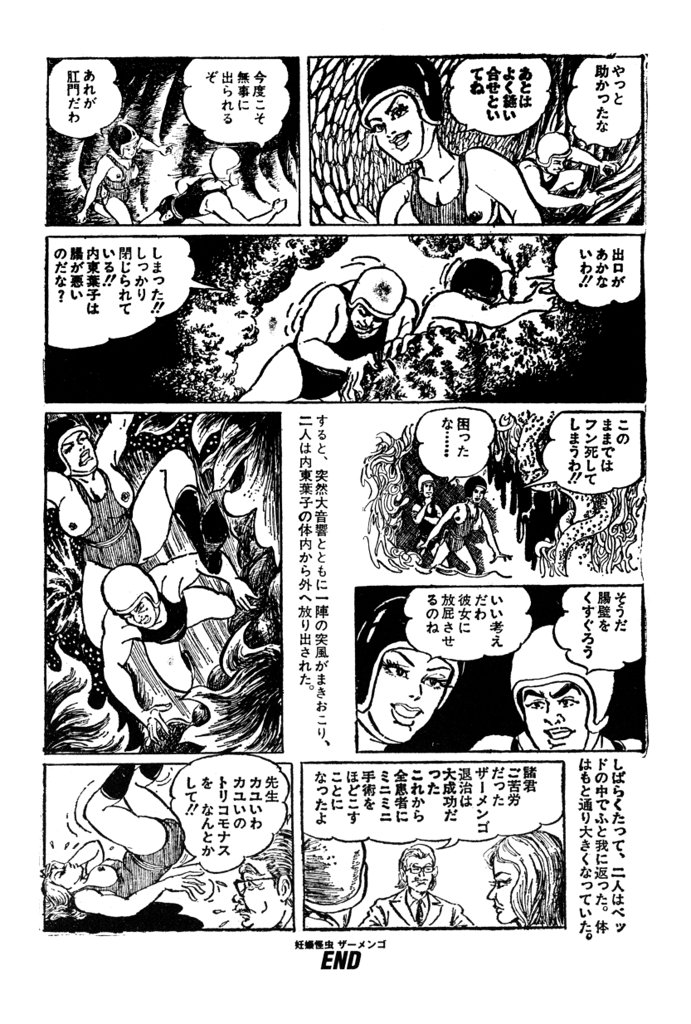 やっと
助かったな
あとは
よく縫い
合せとい
てね
今度こそ
無事に
出られる
ぞ
あれが
肛門だわ
出口が
あかな
いわ!!
しまった!!
しっかり
閉じられて
いる!!
内東葉子は
腸が悪い
のだな?
この
ままでは
フン死して
しまうわ!!
困った
な……
そうだ
腸壁を
くすぐろう
いい考え
だわ
彼女に
放屁させ
るのね
すると、突然大音響とともに一陣の突風がまきおこり、
二人は内東葉子の体内から外へ放り出された。
しばらくたって、二人はベッ
ドの中でふと我に返った。体
はもと通り大きくなっていた。
諸君
ご苦労
だった
ザーメンゴ
退治は
大成功だ
った
これから
全患者に
ミニミニ
手術を
ほどこす
ことに
なったよ
先生
カユいわ
カユいの
トリコモナス
を なんとか
して!!
妊娠怪虫 ザーメンゴ
END